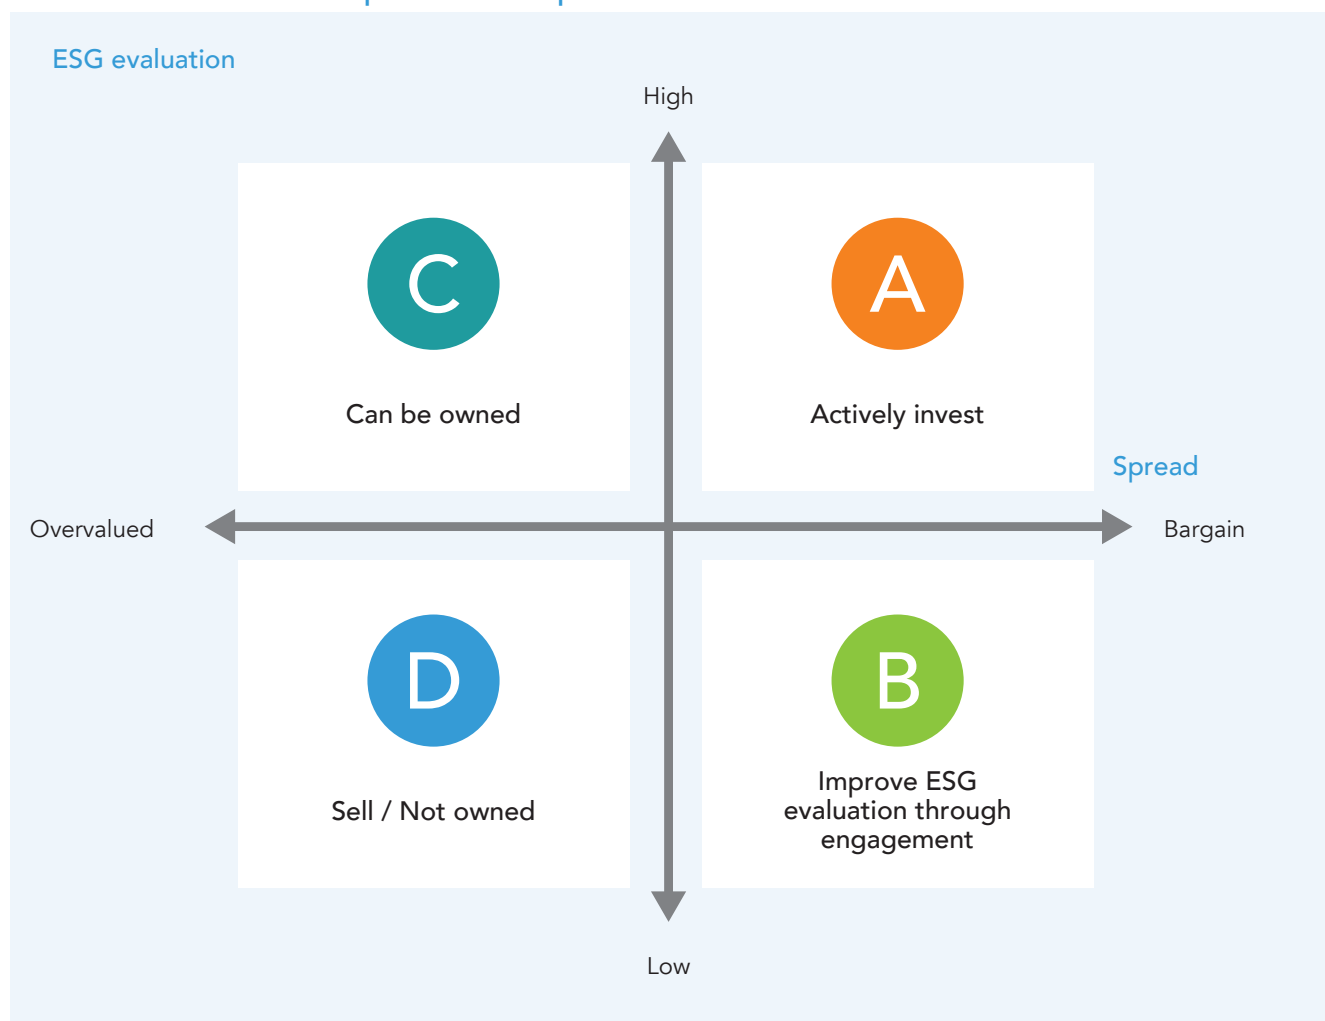 ESG evaluation
High
C
A
Can be owned
Actively invest
Spread
Overvalued
Bargain
D
B
Sell / Not owned
Improve ESG
evaluation through
engagement
Low